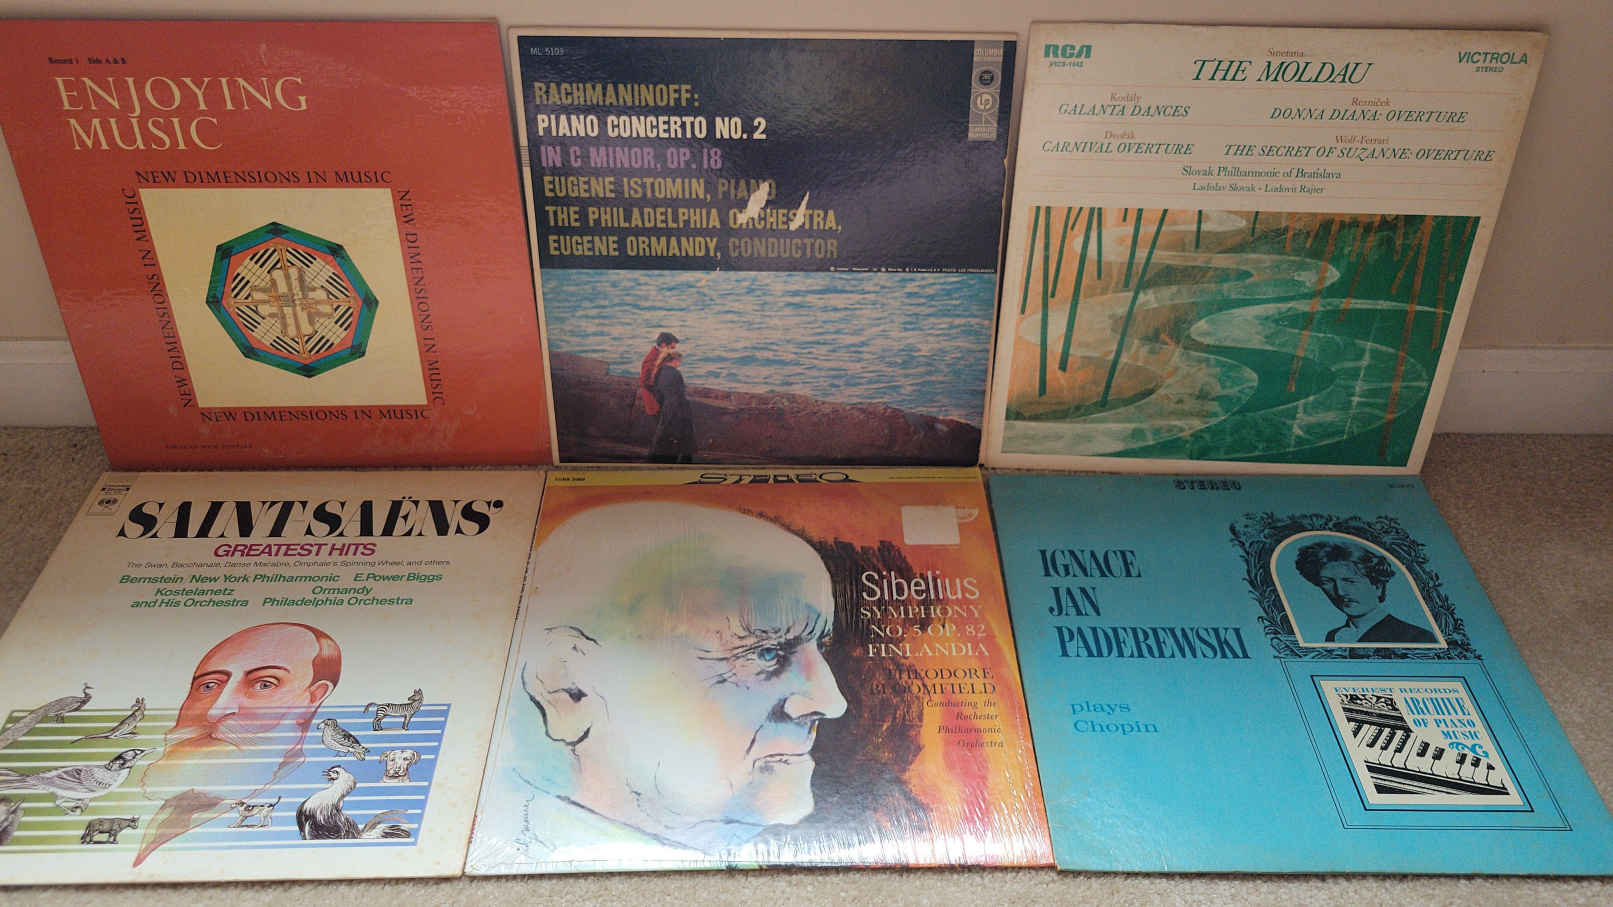 Record 1 Side A & B
ENJOYING
MUSIC
NEW DIMENSIONS IN MUSIC
NEW DIMENSIONS IN MUSIC
NEW DIMENSIONS IN MUSIC
NEW DIMENSIONS IN MUSIC
ML 5103
COLUMBIA
LP
RACHMANINOFF:
PIANO CONCERTO NO. 2
IN C MINOR, OP. 18
EUGENE ISTOMIN, PIANO
THE PHILADELPHIA ORCHESTRA,
EUGENE ORMANDY, CONDUCTOR
RCA
VICTROLA
STEREO
Smetana
THE MOLDAU
Kodály
GALANTA DANCES
Rezniček
DONNA DIANA: OVERTURE
Dvořák
CARNIVAL OVERTURE
Wolf-Ferrari
THE SECRET OF SUZANNE: OVERTURE
Slovak Philharmonic of Bratislava
Ladislav Slovak • Ludovit Rajter
SAINT-SAËNS'
GREATEST HITS
The Swan, Bacchanale, Danse Macabre, Omphale's Spinning Wheel, and others
Bernstein New York Philharmonic E. Power Biggs
Kostelanetz Ormandy
and His Orchestra Philadelphia Orchestra
STEREO
Sibelius
SYMPHONY
NO. 5 OP. 82
FINLANDIA
THEODORE
BLOOMFIELD
Conducting the
Rochester
Philharmonic
Orchestra
STEREO
IGNACE
JAN
PADEREWSKI
plays
Chopin
EVEREST RECORDS
ARCHIVE
OF PIANO
MUSIC